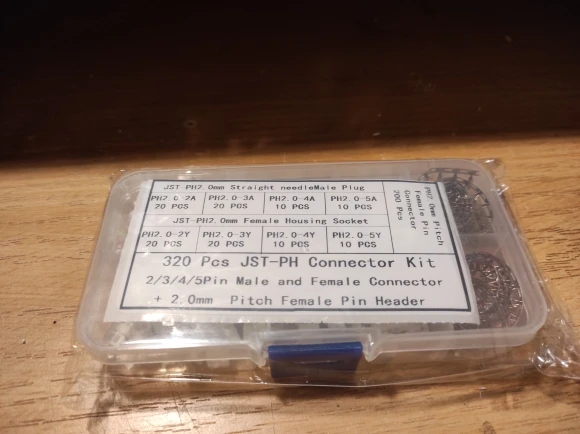 JST-PH2.0mm Straight needleMale Plug
PH2.0-2A PH2.0-3A PH2.0-4A PH2.0-5A
20 PCS 20 PCS 10 PCS 10 PCS
JST-PH2.0mm Female Housing Socket
PH2.0-2Y PH2.0-3Y PH2.0-4Y PH2.0-5Y
20 PCS 20 PCS 10 PCS 10 PCS
PH2.0mm Pitch
Female Pin
Connector
200 Pcs
320 Pcs JST-PH Connector Kit
2/3/4/5Pin Male and Female Connector
+ 2.0mm Pitch Female Pin Header